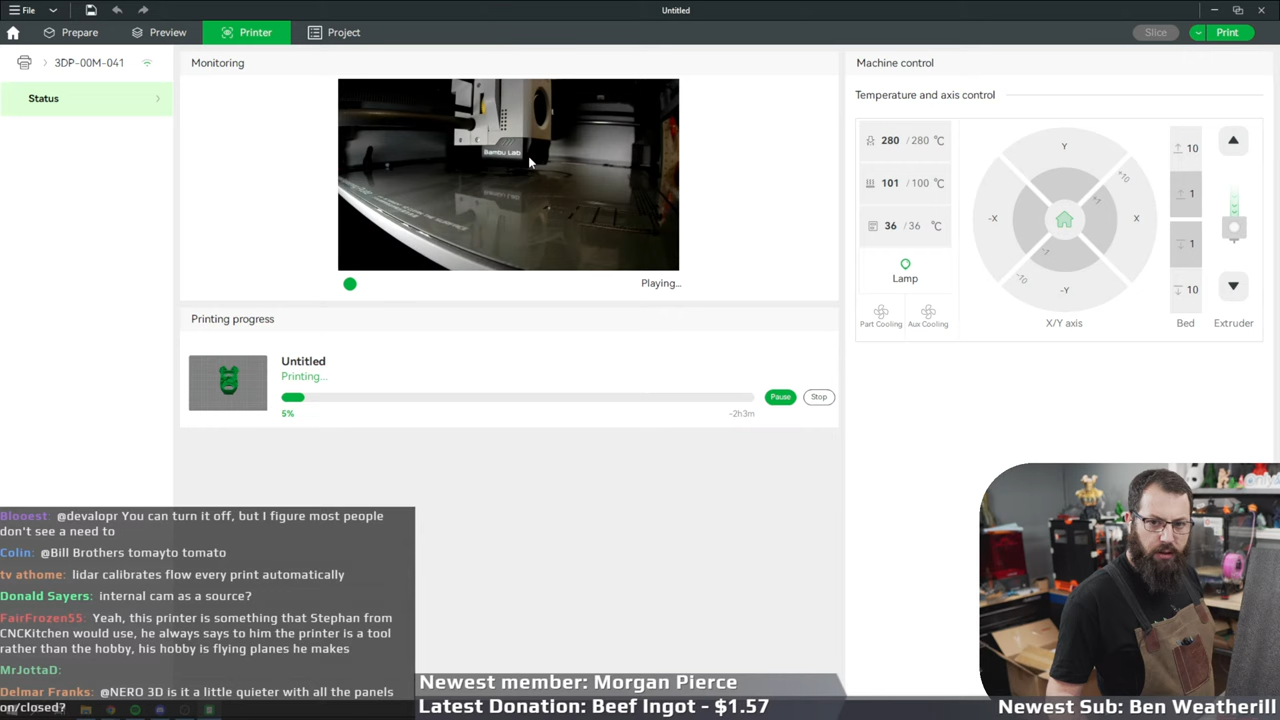 File
Untitled
Prepare
Preview
Printer
Project
Slice
Print
3DP-00M-041
Status
Monitoring
Bambu Lab
Playing...
Printing progress
Untitled
Printing...
5%
-2h3m
Pause
Stop
Machine control
Temperature and axis control
280 /280 °C
101 /100 °C
36 /36 °C
Lamp
Part Cooling
Aux Cooling
Y
+10
+1
-X
X
-1
-10
-Y
X/Y axis
10
1
1
10
Bed
Extruder
Blooest: @devalopr You can turn it off, but I figure most people
don't see a need to
Colin: @Bill Brothers tomayto tomato
tv athome: lidar calibrates flow every print automatically
Donald Sayers: internal cam as a source?
FairFrozen55: Yeah, this printer is something that Stephan from
CNCKitchen would use, he always says to him the printer is a tool
rather than the hobby, his hobby is flying planes he makes
MrJottaD:
Delmar Franks: @NERO 3D is it a little quieter with all the panels
on/closed?
Newest member: Morgan Pierce
Latest Donation: Beef Ingot - $1.57
Newest Sub: Ben Weatherill